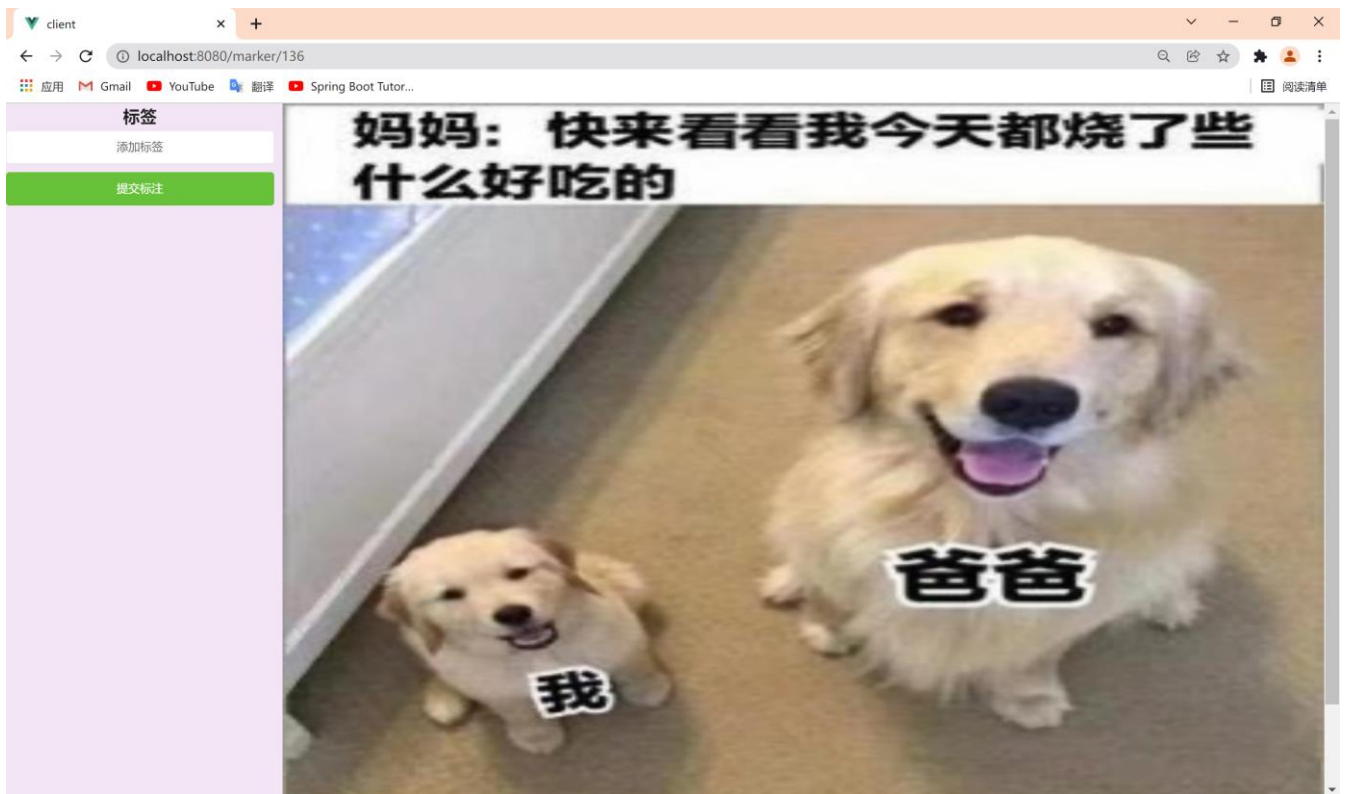 client
localhost:8080/marker/136
应用 Gmail YouTube 翻译 Spring Boot Tutor... 阅读清单
标签
添加标签
提交标注
妈妈：快来看看我今天都烧了些
什么好吃的
爸爸
我